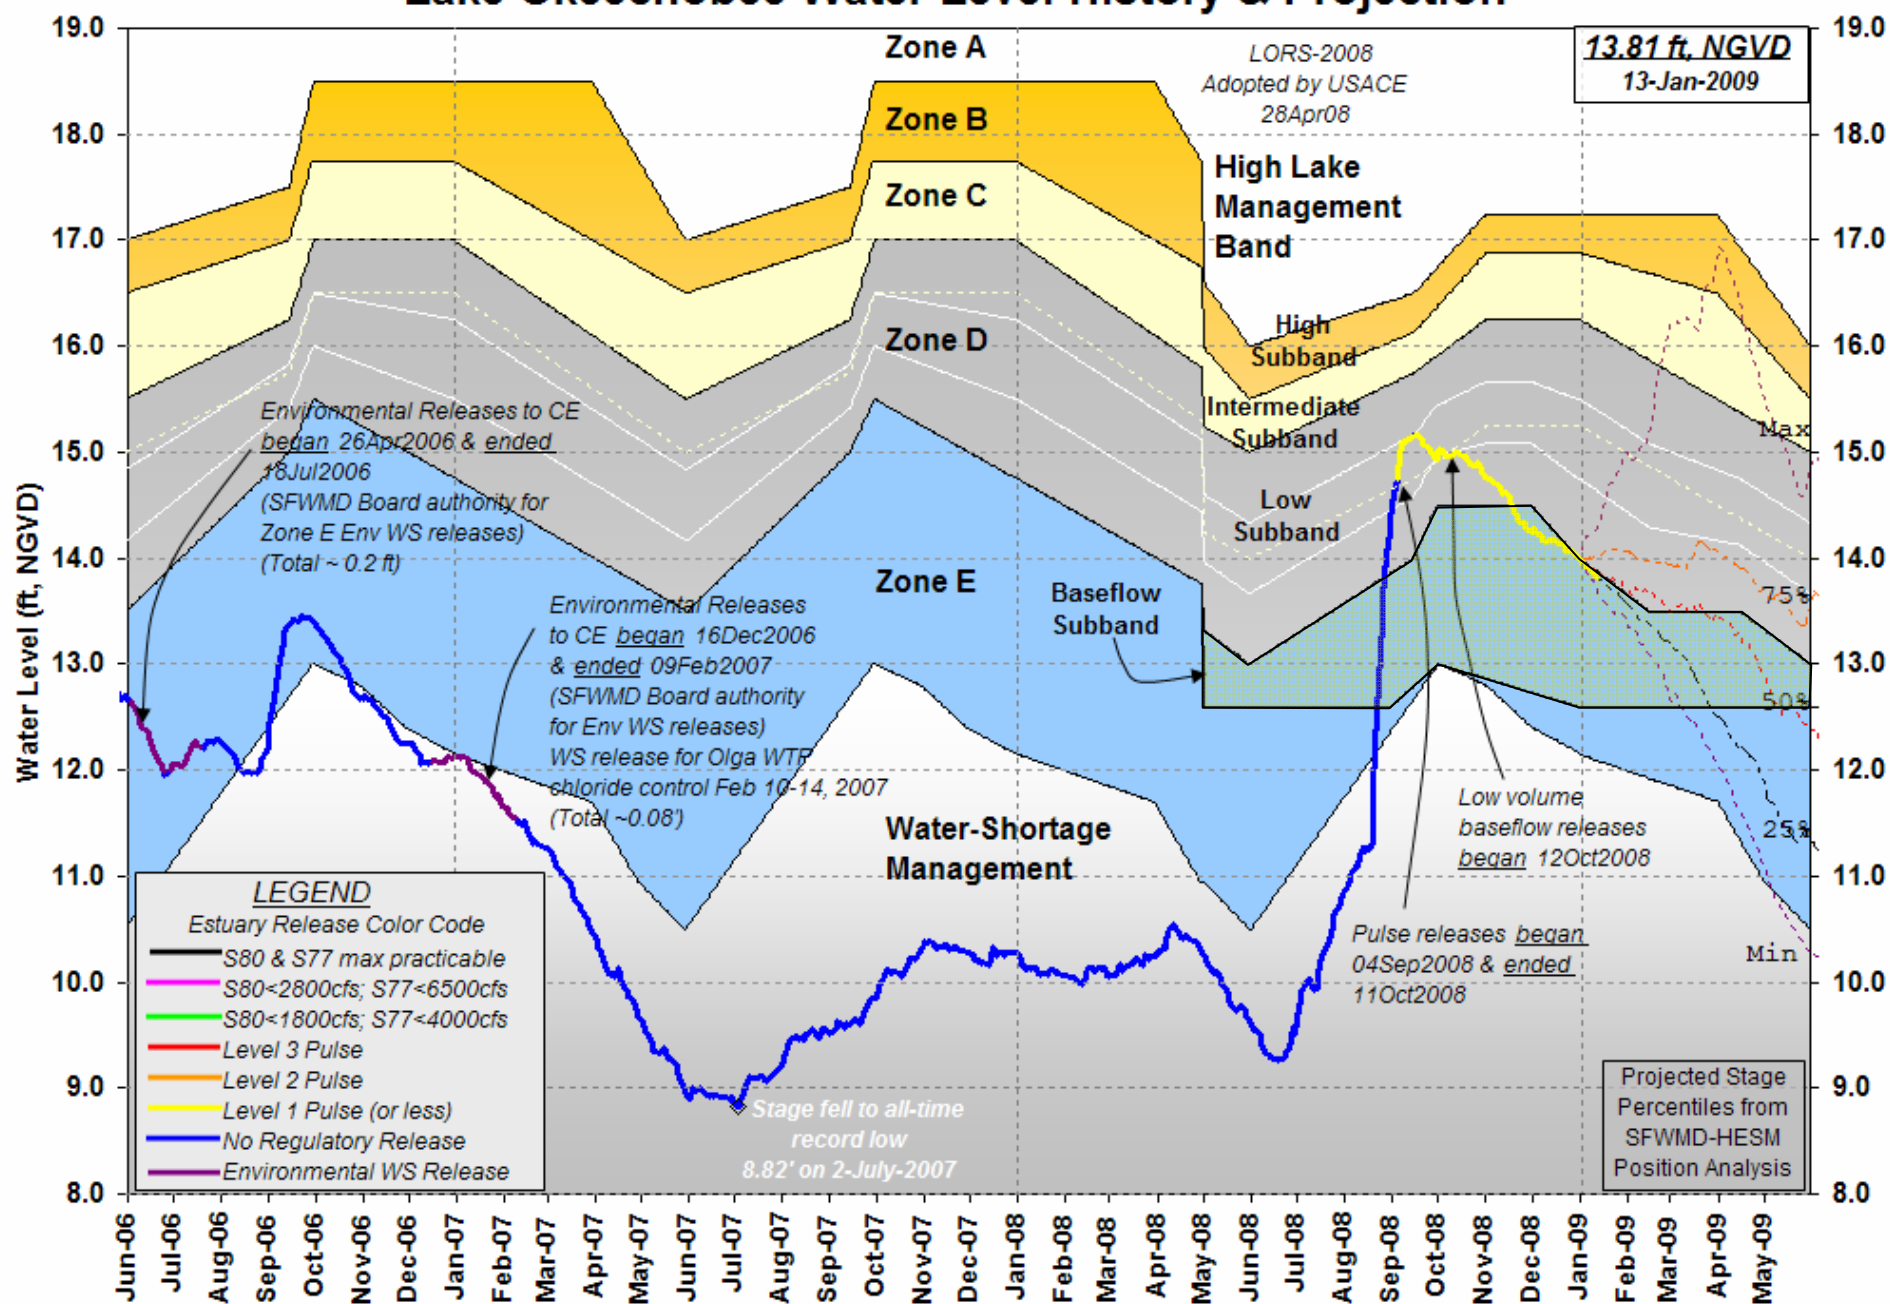 Lake Okeechobee Water Level History & Projection
19.0
18.0
17.0
16.0
15.0
14.0
13.0
12.0
11.0
10.0
9.0
8.0
Water Level (ft, NGVD)
Zone A
Zone B
Zone C
Zone D
Zone E
Water-Shortage
Management
LORS-2008
Adopted by USACE
28Apr08
13.81 ft, NGVD
13-Jan-2009
High Lake
Management
Band
High
Subband
Intermediate
Subband
Low
Subband
Baseflow
Subband
Environmental Releases to CE
began 26Apr2006 & ended
18Jul2006
(SFWMD Board authority for
Zone E Env WS releases)
(Total ~ 0.2 ft)
Environmental Releases
to CE began 16Dec2006
& ended 09Feb2007
(SFWMD Board authority
for Env WS releases)
WS release for Olga WTP
chloride control Feb 10-14, 2007
(Total ~0.08')
Max
75%
50%
25%
Min
Low volume
baseflow releases
began 12Oct2008
Pulse releases began
04Sep2008 & ended
11Oct2008
Stage fell to all-time
record low
8.82' on 2-July-2007
LEGEND
Estuary Release Color Code
S80 & S77 max practicable
S80<2800cfs; S77<6500cfs
S80<1800cfs; S77<4000cfs
Level 3 Pulse
Level 2 Pulse
Level 1 Pulse (or less)
No Regulatory Release
Environmental WS Release
Projected Stage
Percentiles from
SFWMD-HESM
Position Analysis
19.0
18.0
17.0
16.0
15.0
14.0
13.0
12.0
11.0
10.0
9.0
8.0
Jun-06
Jul-06
Aug-06
Sep-06
Oct-06
Nov-06
Dec-06
Jan-07
Feb-07
Mar-07
Apr-07
May-07
Jun-07
Jul-07
Aug-07
Sep-07
Oct-07
Nov-07
Dec-07
Jan-08
Feb-08
Mar-08
Apr-08
May-08
Jun-08
Jul-08
Aug-08
Sep-08
Oct-08
Nov-08
Dec-08
Jan-09
Feb-09
Mar-09
Apr-09
May-09